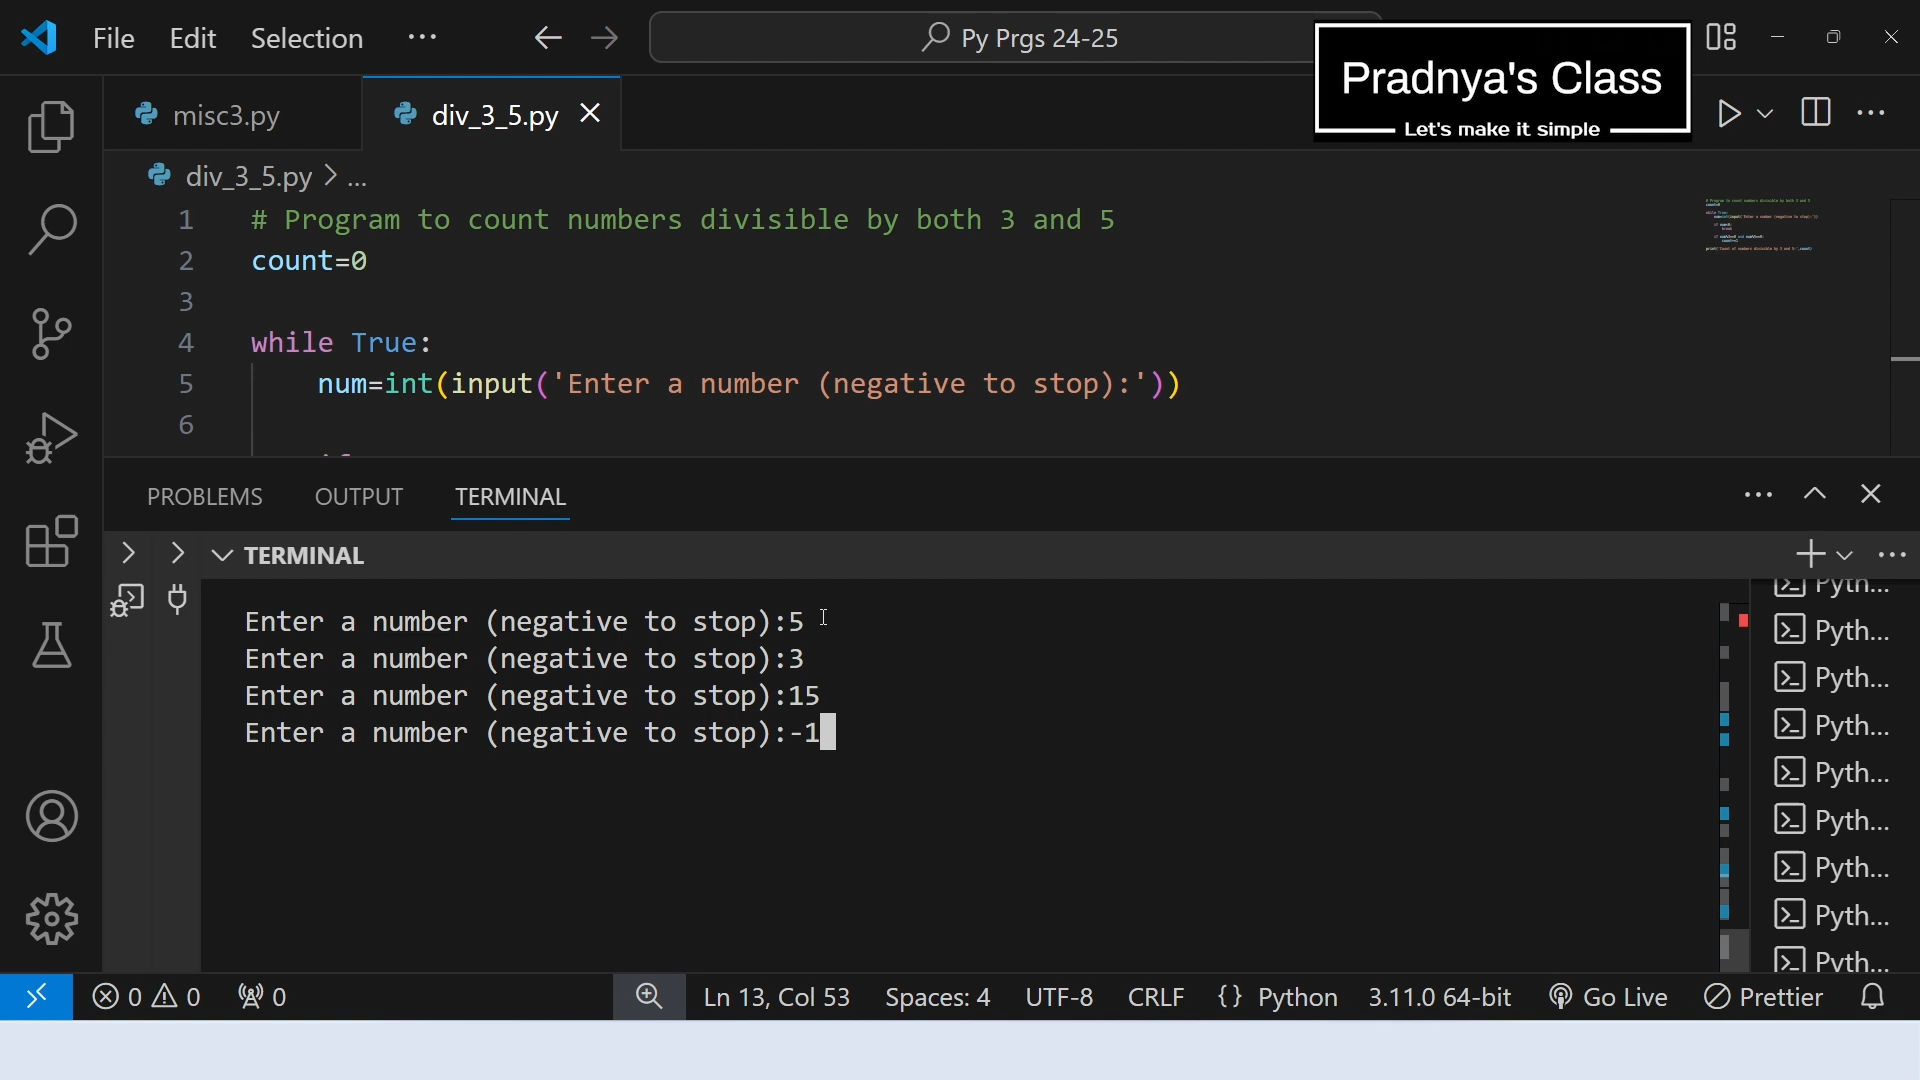 File Edit Selection ··· Py Prgs 24-25
Pradnya's Class
Let's make it simple
misc3.py div_3_5.py
div_3_5.py > ...
1 # Program to count numbers divisible by both 3 and 5
2 count=0
3
4 while True:
5 num=int(input('Enter a number (negative to stop):'))
6
PROBLEMS OUTPUT TERMINAL
TERMINAL
Enter a number (negative to stop):5
Enter a number (negative to stop):3
Enter a number (negative to stop):15
Enter a number (negative to stop):-1
Pyth...
Pyth...
Pyth...
Pyth...
Pyth...
Pyth...
Pyth...
Pyth...
Pyth...
0 0 0 Ln 13, Col 53 Spaces: 4 UTF-8 CRLF {} Python 3.11.0 64-bit Go Live Prettier